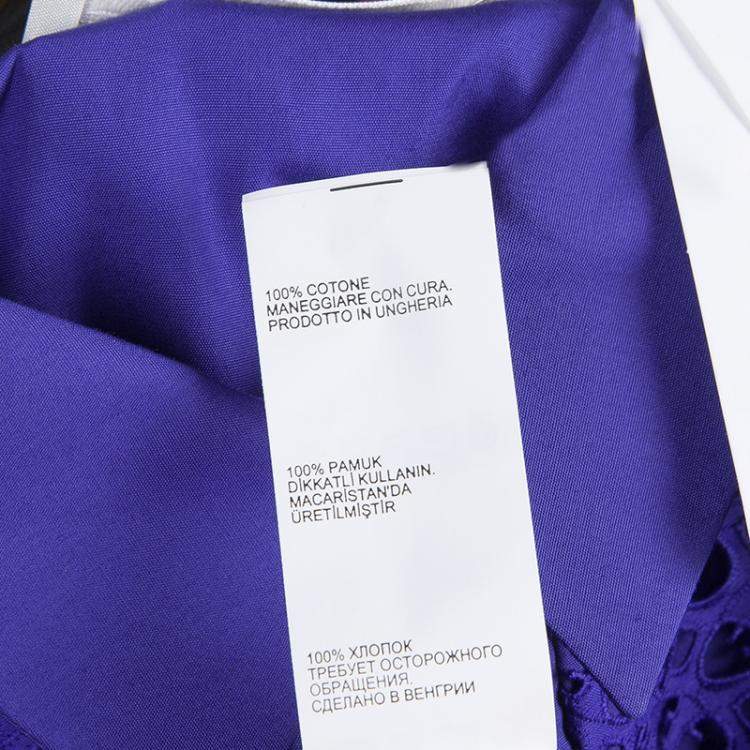 100% COTONE
MANEGGIARE CON CURA.
PRODOTTO IN UNGHERIA
100% PAMUK
DİKKATLİ KULLANIN.
MACARİSTAN'DA
ÜRETİLMİŞTİR
100% ХЛОПОК
ТРЕБУЕТ ОСТОРОЖНОГО
ОБРАЩЕНИЯ.
СДЕЛАНО В ВЕНГРИИ